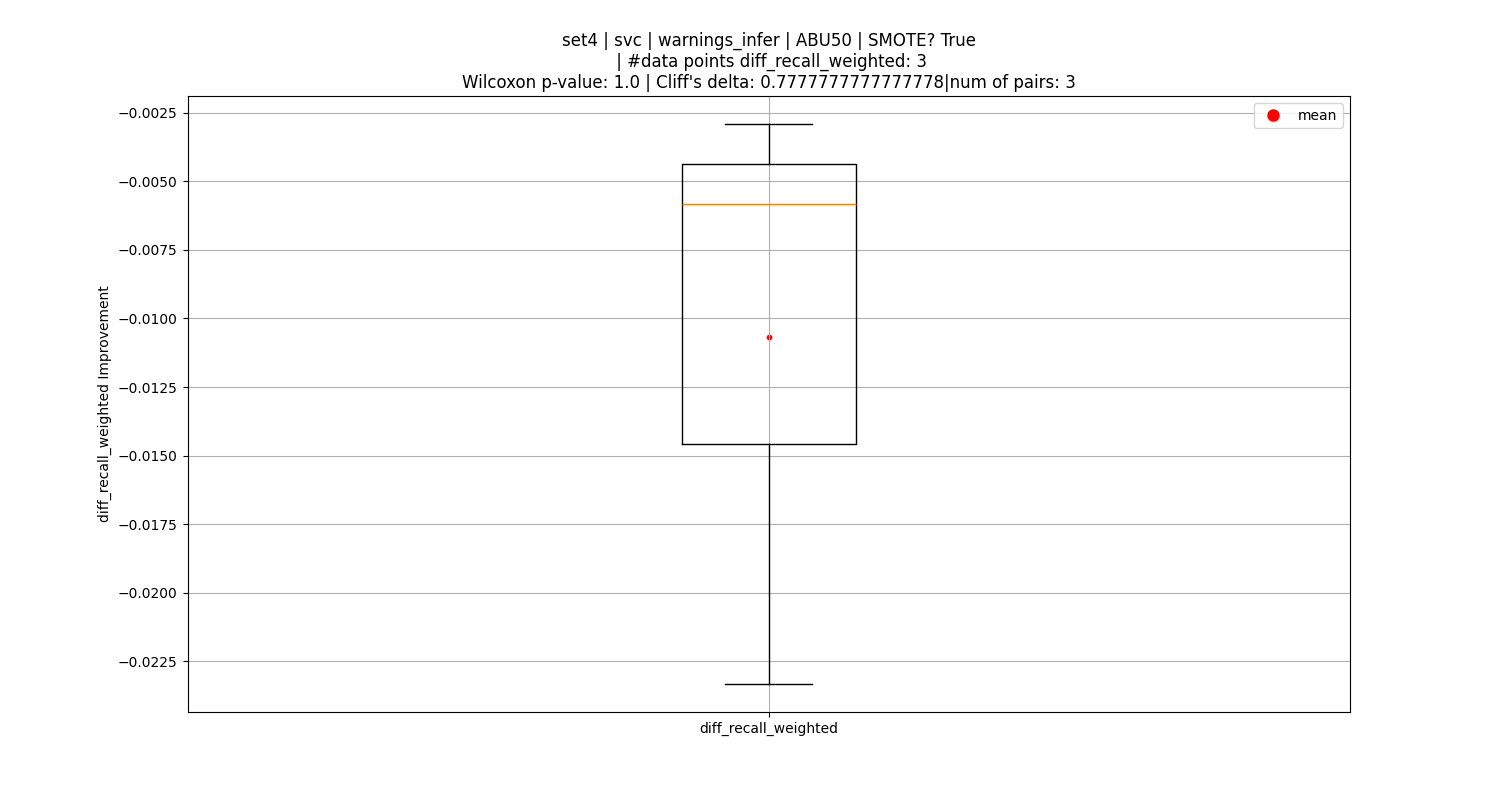 set4 | svc | warnings_infer | ABU50 | SMOTE? True
| #data points diff_recall_weighted: 3
Wilcoxon p-value: 1.0 | Cliff's delta: 0.7777777777777778|num of pairs: 3
mean
−0.0025
−0.0050
−0.0075
−0.0100
−0.0125
−0.0150
−0.0175
−0.0200
−0.0225
diff_recall_weighted Improvement
diff_recall_weighted